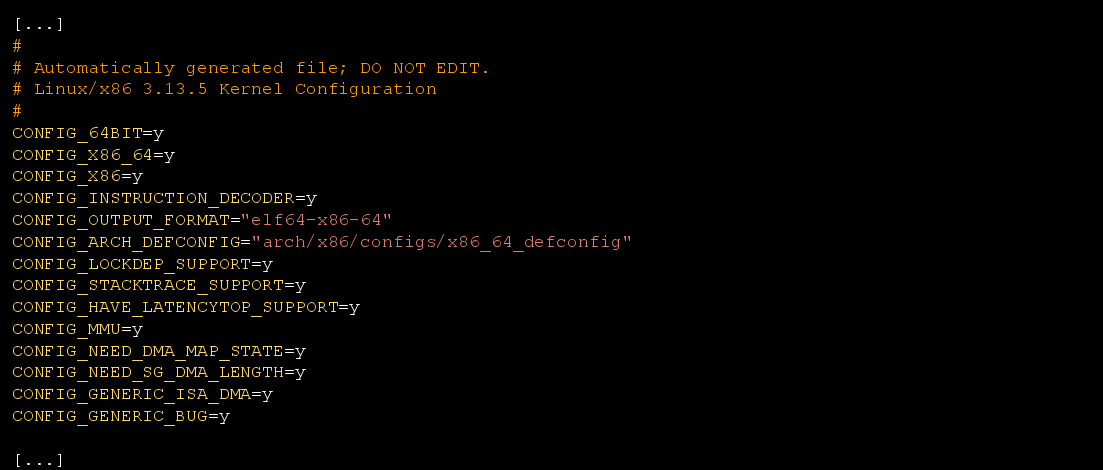 [...]
#
# Automatically generated file; DO NOT EDIT.
# Linux/x86 3.13.5 Kernel Configuration
#
CONFIG_64BIT=y
CONFIG_X86_64=y
CONFIG_X86=y
CONFIG_INSTRUCTION_DECODER=y
CONFIG_OUTPUT_FORMAT="elf64-x86-64"
CONFIG_ARCH_DEFCONFIG="arch/x86/configs/x86_64_defconfig"
CONFIG_LOCKDEP_SUPPORT=y
CONFIG_STACKTRACE_SUPPORT=y
CONFIG_HAVE_LATENCYTOP_SUPPORT=y
CONFIG_MMU=y
CONFIG_NEED_DMA_MAP_STATE=y
CONFIG_NEED_SG_DMA_LENGTH=y
CONFIG_GENERIC_ISA_DMA=y
CONFIG_GENERIC_BUG=y
[...]